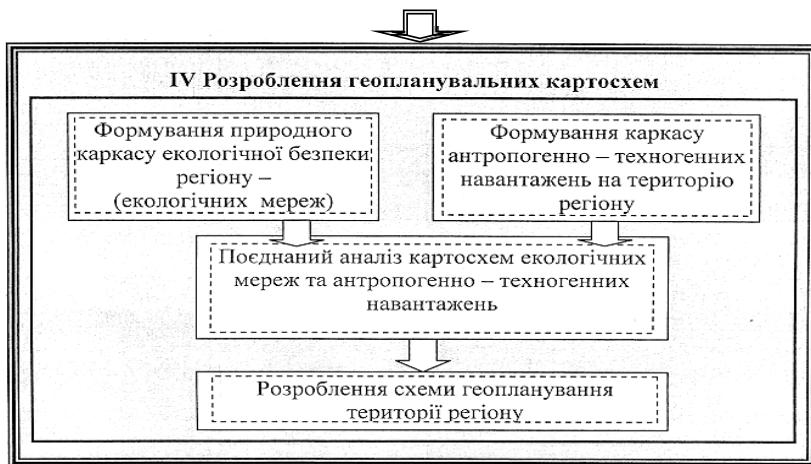 IV Розроблення геопланувальних картосхем
Формування природного
каркасу екологічної безпеки
регіону –
(екологічних мереж)
Формування каркасу
антропогенно – техногенних
навантажень на територію
регіону
Поєднаний аналіз картосхем екологічних
мереж та антропогенно – техногенних
навантажень
Розроблення схеми геопланування
території регіону